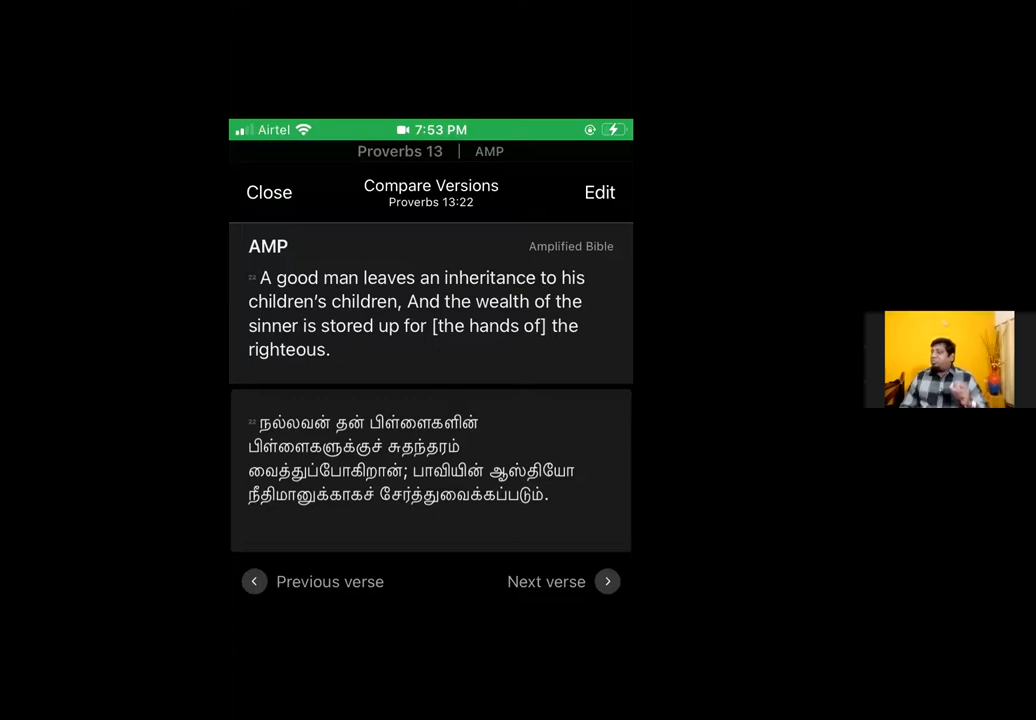 Airtel 7:53 PM
Proverbs 13 | AMP
Close Compare Versions Edit
Proverbs 13:22
AMP Amplified Bible
22 A good man leaves an inheritance to his
children’s children, And the wealth of the
sinner is stored up for [the hands of] the
righteous.
22 நல்லவன் தன் பிள்ளைகளின்
பிள்ளைகளுக்குச் சுதந்தரம்
வைத்துப்போகிறான்; பாவியின் ஆஸ்தியோ
நீதிமானுக்காகச் சேர்த்துவைக்கப்படும்.
Previous verse Next verse